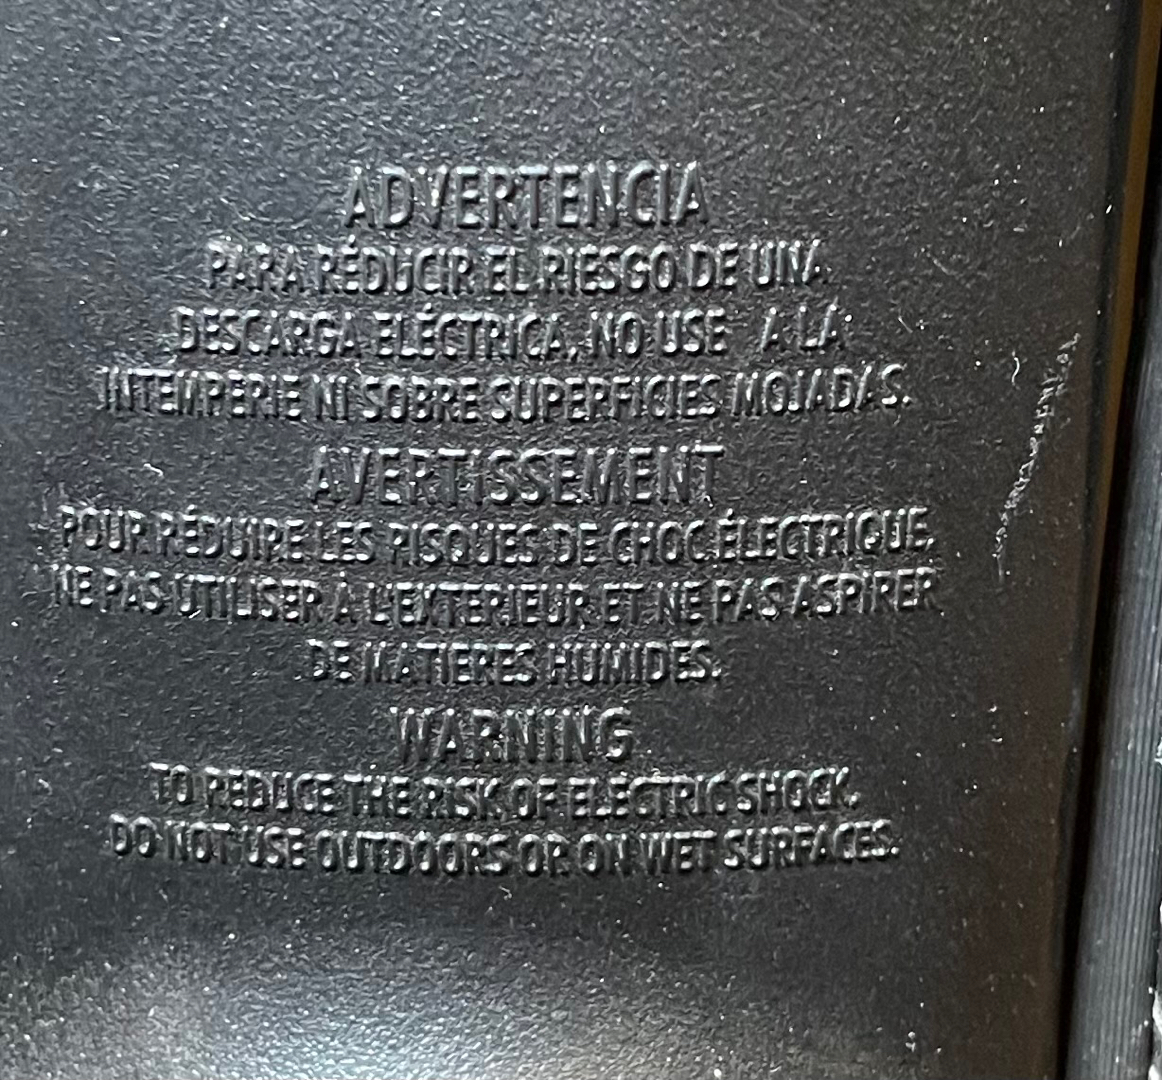 ADVERTENCIA
PARA RÉDUCIR EL RIESGO DE UNA
DESCARGA ELÉCTRICA, NO USE A LA
INTEMPERIE NI SOBRE SUPERFICIES MOJADAS.
AVERTISSEMENT
POUR RÉDUIRE LES RISQUES DE CHOC ÉLECTRIQUE,
NE PAS UTILISER À L'EXTERIEUR ET NE PAS ASPIRER
DE MATIERES HUMIDES.
WARNING
TO REDUCE THE RISK OF ELECTRIC SHOCK,
DO NOT USE OUTDOORS OR ON WET SURFACES.